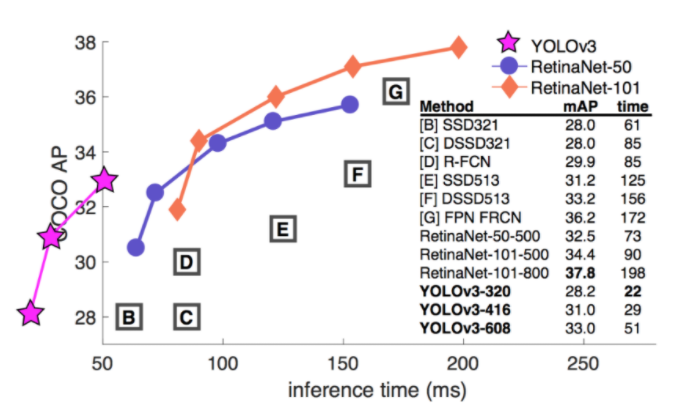 38
36
34
32
30
28
50
100
150
200
250
COCO AP
inference time (ms)
B
C
D
E
F
G
YOLOv3
RetinaNet-50
RetinaNet-101
Method mAP time
[B] SSD321 28.0 61
[C] DSSD321 28.0 85
[D] R-FCN 29.9 85
[E] SSD513 31.2 125
[F] DSSD513 33.2 156
[G] FPN FRCN 36.2 172
RetinaNet-50-500 32.5 73
RetinaNet-101-500 34.4 90
RetinaNet-101-800 37.8 198
YOLOv3-320 28.2 22
YOLOv3-416 31.0 29
YOLOv3-608 33.0 51